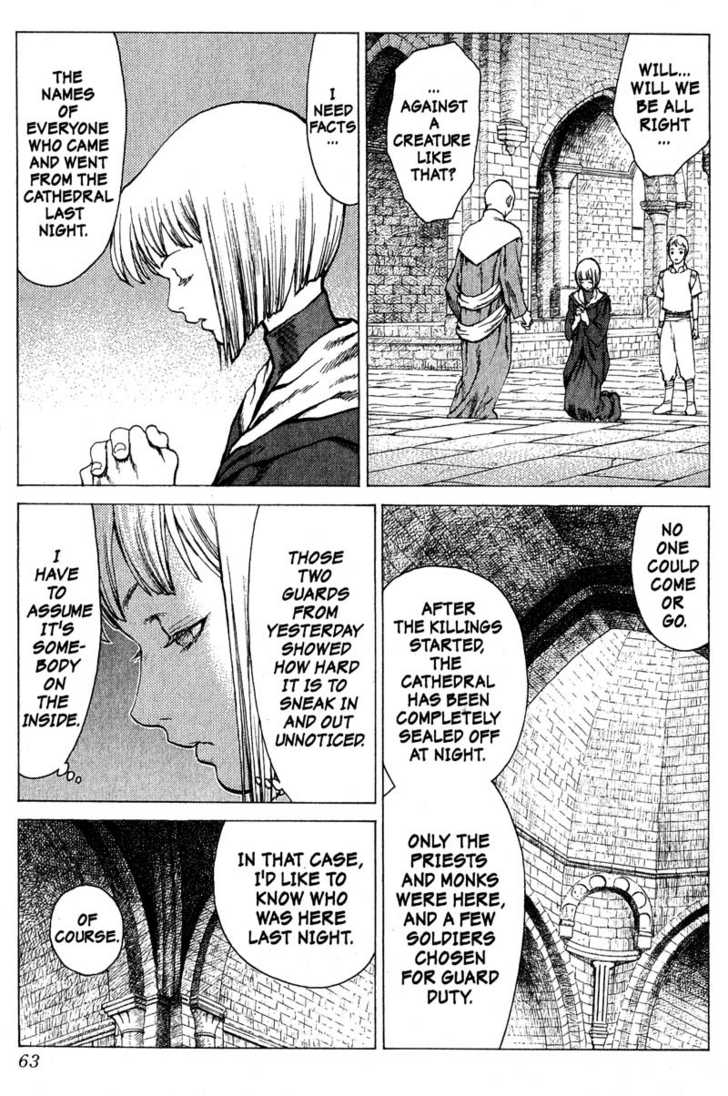 WILL...
WILL WE
BE ALL
RIGHT
...
...
AGAINST
A
CREATURE
LIKE
THAT?
I
NEED
FACTS
...
THE
NAMES
OF
EVERYONE
WHO CAME
AND WENT
FROM THE
CATHEDRAL
LAST
NIGHT.
NO
ONE
COULD
COME
OR
GO.
AFTER
THE KILLINGS
STARTED,
THE
CATHEDRAL
HAS BEEN
COMPLETELY
SEALED OFF
AT NIGHT.
ONLY THE
PRIESTS
AND MONKS
WERE HERE,
AND A FEW
SOLDIERS
CHOSEN
FOR GUARD
DUTY.
THOSE
TWO
GUARDS
FROM
YESTERDAY
SHOWED
HOW HARD
IT IS TO
SNEAK IN
AND OUT
UNNOTICED.
I
HAVE
TO
ASSUME
IT'S
SOME-
BODY
ON
THE
INSIDE.
IN THAT CASE,
I'D LIKE TO
KNOW WHO
WAS HERE
LAST NIGHT.
OF
COURSE.
63